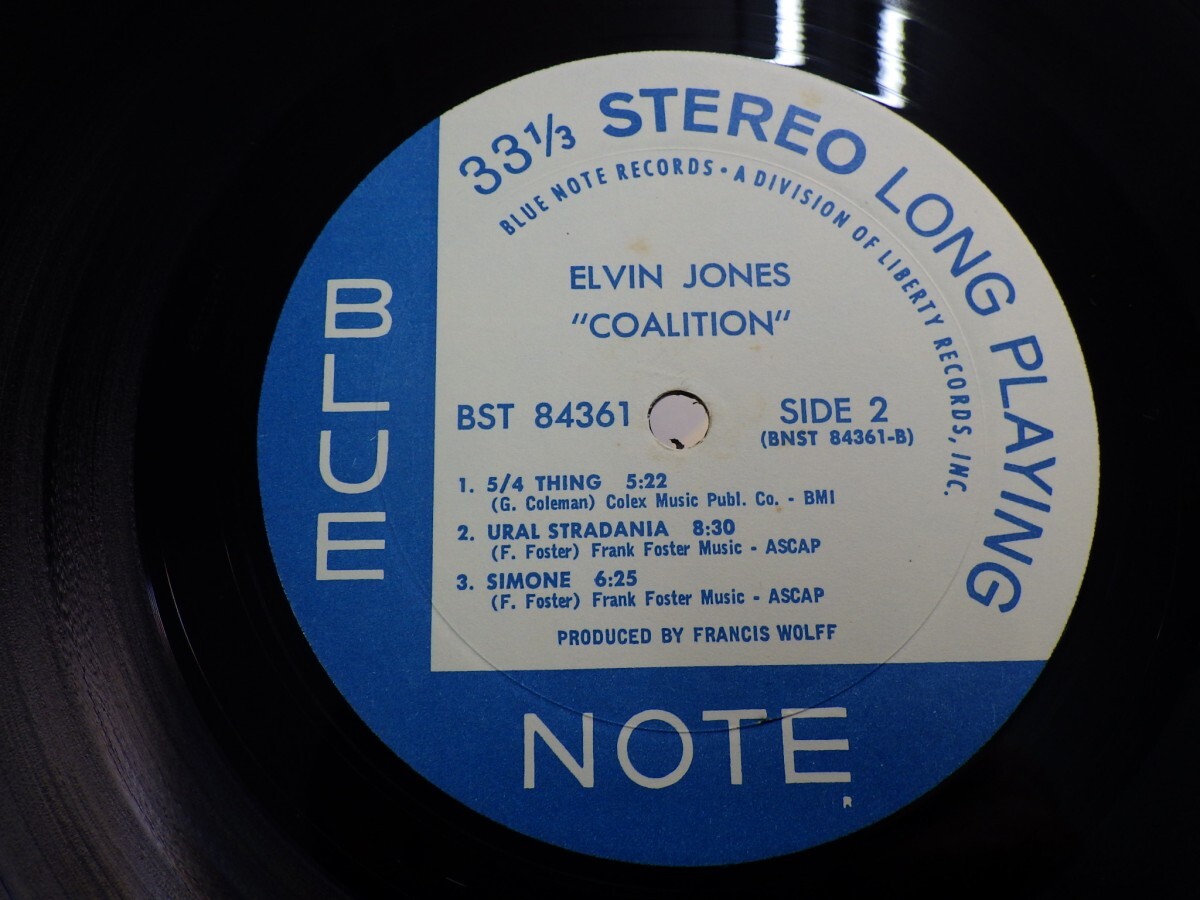 33⅓ STEREO LONG PLAYING
BLUE NOTE RECORDS • A DIVISION OF LIBERTY RECORDS, INC.
ELVIN JONES
"COALITION"
BST 84361
SIDE 2
(BNST 84361-B)
1. 5/4 THING 5:22
(G. Coleman) Colex Music Publ. Co. - BMI
2. URAL STRADANIA 8:30
(F. Foster) Frank Foster Music - ASCAP
3. SIMONE 6:25
(F. Foster) Frank Foster Music - ASCAP
PRODUCED BY FRANCIS WOLFF
BLUE
NOTE
R